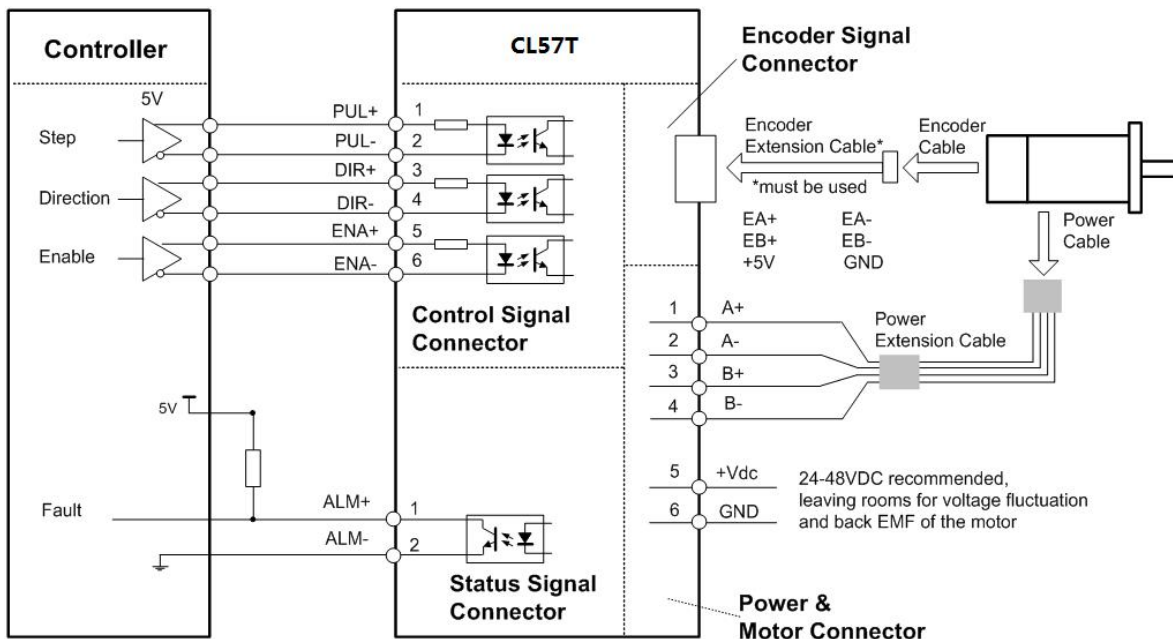 Controller
CL57T
Encoder Signal
Connector
5V
Step
PUL+
1
PUL-
2
Direction
DIR+
3
DIR-
4
Enable
ENA+
5
ENA-
6
Control Signal
Connector
Encoder
Extension Cable*
*must be used
Encoder
Cable
EA+ EA-
EB+ EB-
+5V GND
Power
Cable
1 A+
2 A-
3 B+
4 B-
Power
Extension Cable
5 +Vdc
6 GND
24-48VDC recommended,
leaving rooms for voltage fluctuation
and back EMF of the motor
5V
Fault
ALM+
1
ALM-
2
Status Signal
Connector
Power &
Motor Connector